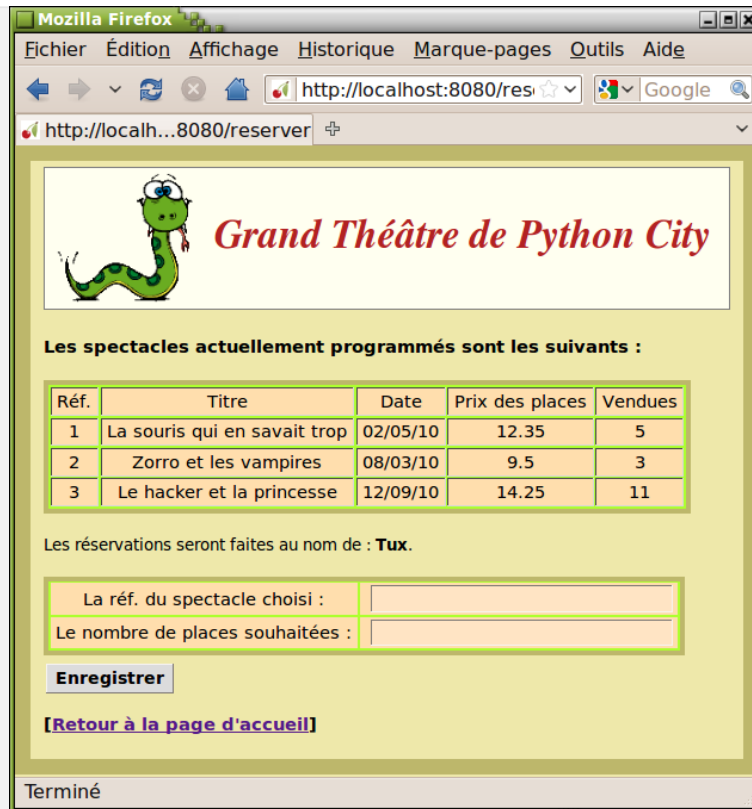 Mozilla Firefox
Fichier Édition Affichage Historique Marque-pages Outils Aide
http://localhost:8080/res Google
http://localh...8080/reserver
Grand Théâtre de Python City
Les spectacles actuellement programmés sont les suivants :
Réf. Titre Date Prix des places Vendues
1 La souris qui en savait trop 02/05/10 12.35 5
2 Zorro et les vampires 08/03/10 9.5 3
3 Le hacker et la princesse 12/09/10 14.25 11
Les réservations seront faites au nom de : Tux.
La réf. du spectacle choisi :
Le nombre de places souhaitées :
Enregistrer
[Retour à la page d'accueil]
Terminé